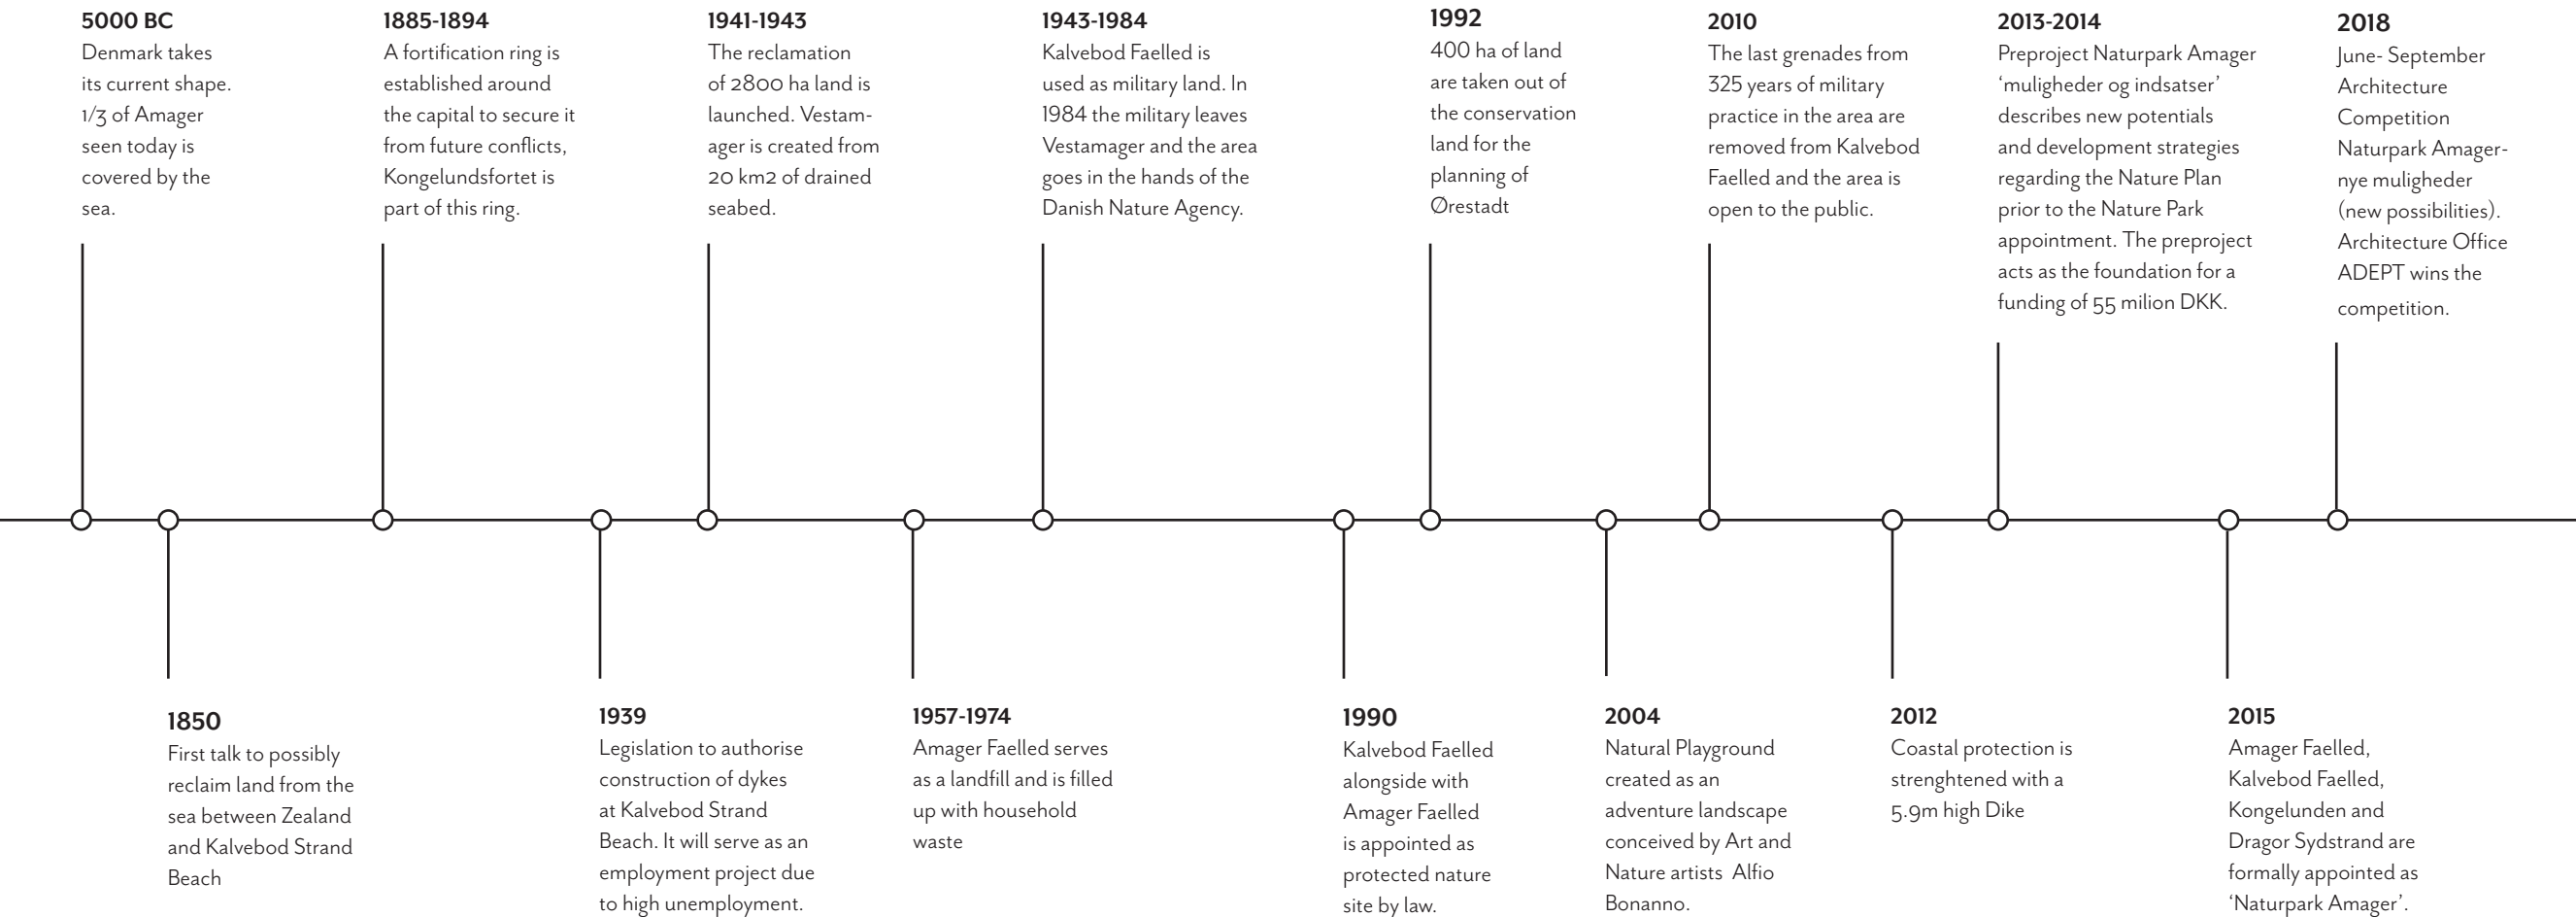 5000 BC
Denmark takes
its current shape.
1/3 of Amager
seen today is
covered by the
sea.
1885-1894
A fortification ring is
established around
the capital to secure it
from future conflicts,
Kongelundsfortet is
part of this ring.
1941-1943
The reclamation
of 2800 ha land is
launched. Vestam-
ager is created from
20 km2 of drained
seabed.
1943-1984
Kalvebod Faelled is
used as military land. In
1984 the military leaves
Vestamager and the area
goes in the hands of the
Danish Nature Agency.
1992
400 ha of land
are taken out of
the conservation
land for the
planning of
Ørestadt
2010
The last grenades from
325 years of military
practice in the area are
removed from Kalvebod
Faelled and the area is
open to the public.
2013-2014
Preproject Naturpark Amager
‘muligheder og indsatser’
describes new potentials
and development strategies
regarding the Nature Plan
prior to the Nature Park
appointment. The preproject
acts as the foundation for a
funding of 55 milion DKK.
2018
June- September
Architecture
Competition
Naturpark Amager-
nye muligheder
(new possibilities).
Architecture Office
ADEPT wins the
competition.
1850
First talk to possibly
reclaim land from the
sea between Zealand
and Kalvebod Strand
Beach
1939
Legislation to authorise
construction of dykes
at Kalvebod Strand
Beach. It will serve as an
employment project due
to high unemployment.
1957-1974
Amager Faelled serves
as a landfill and is filled
up with household
waste
1990
Kalvebod Faelled
alongside with
Amager Faelled
is appointed as
protected nature
site by law.
2004
Natural Playground
created as an
adventure landscape
conceived by Art and
Nature artists Alfio
Bonanno.
2012
Coastal protection is
strenghtened with a
5.9m high Dike
2015
Amager Faelled,
Kalvebod Faelled,
Kongelunden and
Dragor Sydstrand are
formally appointed as
‘Naturpark Amager’.